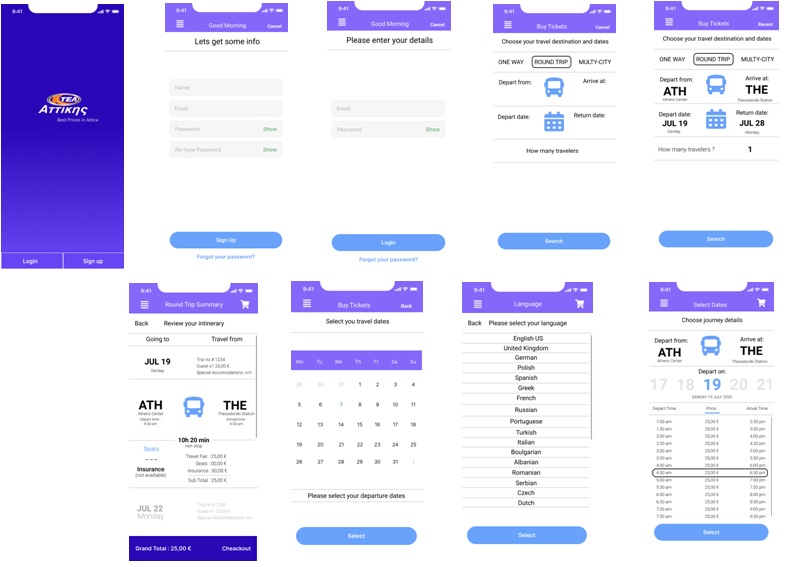 9:41
ΚΤΕΛ
ΑΤΤΙΚΗΣ
Best Prices in Attica
Login
Sign up
9:41
Good Morning
Cancel
Lets get some info
Name
Email
Password
Show
Re-type Password
Show
Sign Up
Forgot your password?
9:41
Good Morning
Cancel
Please enter your details
Email
Password
Show
Login
Forgot your password?
9:41
Buy Tickets
Cancel
Choose your travel destination and dates
ONE WAY
ROUND TRIP
MULTY-CITY
Depart from:
Arrive at:
Depart date:
Return date:
How many travelers
Search
9:41
Buy Tickets
Recent
Choose your travel destination and dates
ONE WAY
ROUND TRIP
MULTY-CITY
Depart from:
Arrive at:
ATH
THE
Athens Center
Thessaloniki Station
Depart date:
Return date:
JUL 19
JUL 28
Sanday
Monday
How many travelers ?
1
Search
9:41
Round Trip Summary
Back
Review your intinerary
Going to
Travel from
JUL 19
Sanday
Trip no # 1234
Guest x1 25,00 €
Special Accomodations, n/n
ATH
THE
Athens Center
Thessaloniki Station
Depart time :
Arrival time :
4:30 am
6:30 pm
Seats
10h 20 min
non stop
---
Insurance
(not available)
Travel Fair : 25,00 €
Seats : 00,00 €
Insurance : 00,00 €
Sub Total : 25,00 €
JUL 22
Monday
Trip no # 1234
Guest x1 25,00 €
Special Accomodations, n/n
Grand Total : 25,00 €
Cheackout
9:41
Buy Tickets
Back
Select you travel dates
Mo Tu We Th Fr Sa Su
29 30 31 1 2 3 4
5 6 7 8 9 10 11
12 13 14 15 16 17 18
19 20 21 22 23 24 25
26 27 28 29 30 31
Please select your departure dates
Select
9:41
Language
Back
Please select your language
English US
United Kingdom
German
Polish
Spanish
Greek
French
Russian
Portuguese
Turkish
Italian
Boulgarian
Albanian
Romanian
Serbian
Czech
Dutch
Select
9:41
Select Dates
Choose journey details
Depart from:
Arrive at:
ATH
THE
Athens Center
Thessaloniki Station
Depart on:
17 18 19 20 21
SANDAY 19 JULY 2022
Depart Time
Price
Arrival Time
1:00 am 25,00 € 2:30 pm
1:30 am 25,00 € 3:00 pm
2:00 am 25,00 € 3:30 pm
2:30 am 25,00 € 4:00 pm
3:00 am 25,00 € 4:30 pm
3:30 am 25,00 € 5:30 pm
4:00 am 25,00 € 6:00 pm
4:30 am 25,00 € 6:30 pm
5:00 am 25,00 € 7:00 pm
5:30 am 25,00 € 7:30 pm
6:00 am 25,00 € 8:00 pm
6:30 am 25,00 € 8:30 pm
7:00 am 25,00 € 9:00 pm
7:30 am 25,00 € 9:30 pm
Select